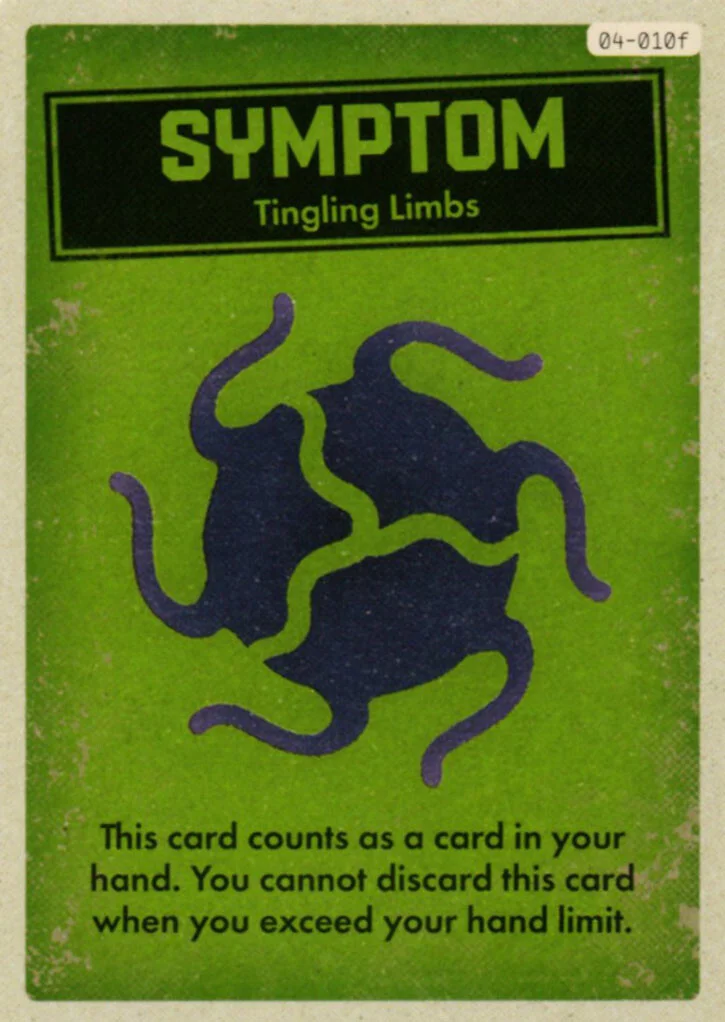 04-010f
SYMPTOM
Tingling Limbs
This card counts as a card in your
hand. You cannot discard this card
when you exceed your hand limit.